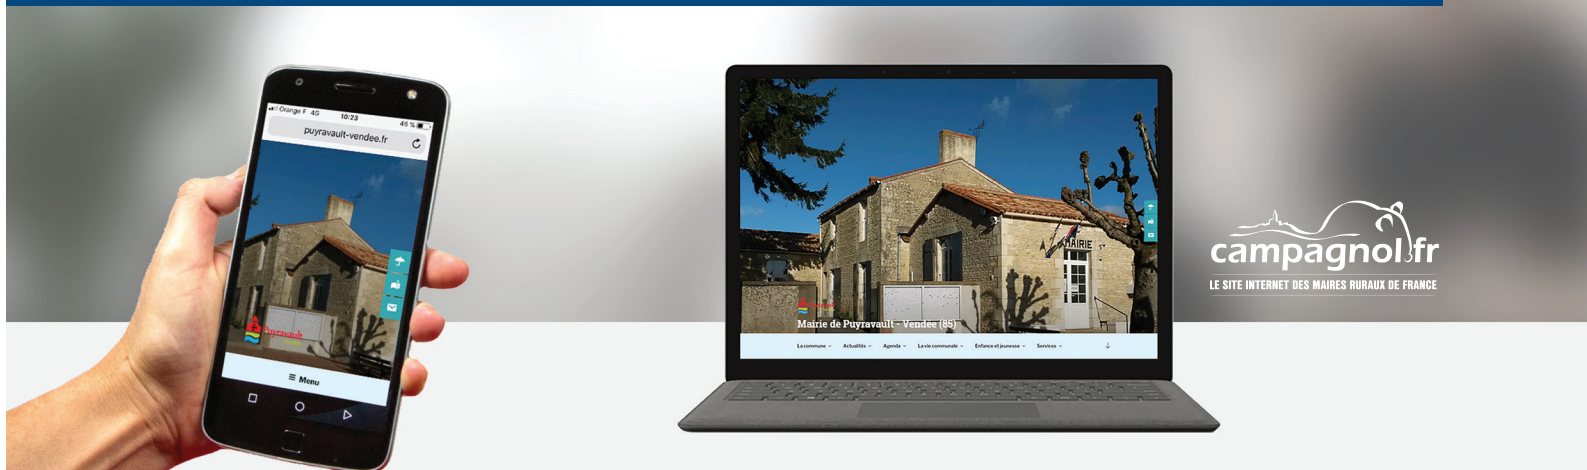 Orange F 4G 10:23 45 %
puyravault-vendee.fr
Puyravault
Menu
MAIRIE
Mairie de Puyravault - Vendée (85)
La commune Actualités Agenda La vie communale Enfance et jeunesse Services
campagnol.fr
LE SITE INTERNET DES MAIRES RURAUX DE FRANCE